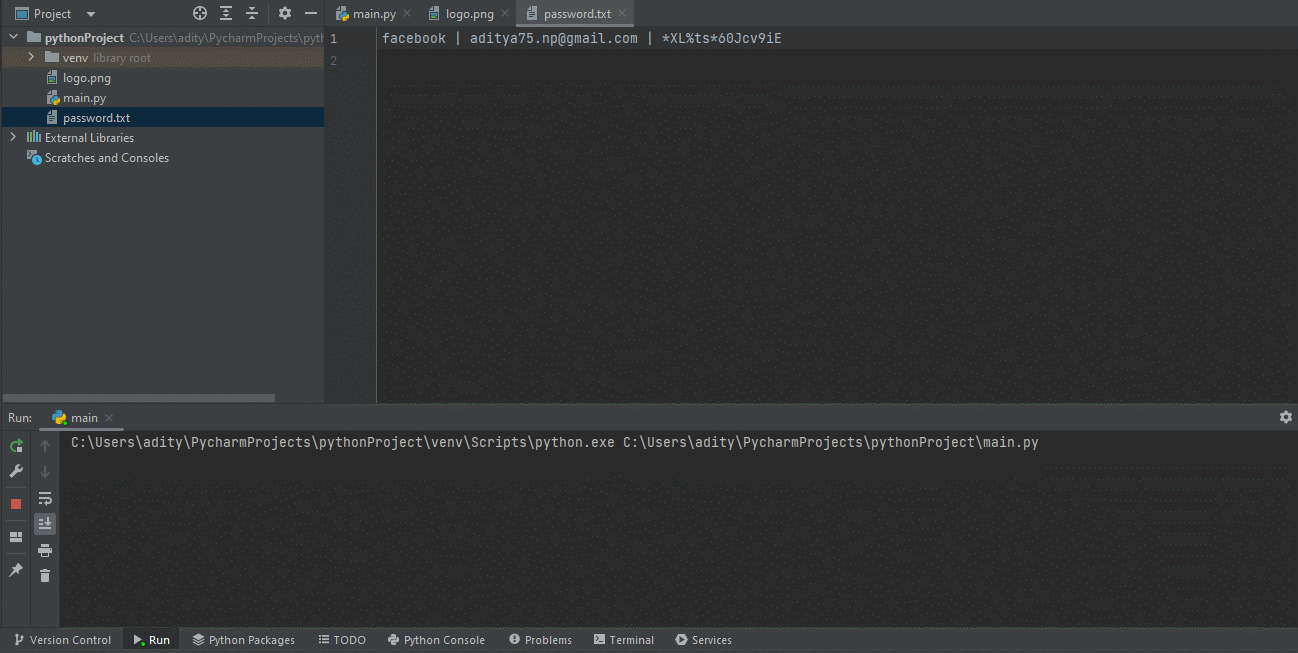 Project
main.py
logo.png
password.txt
pythonProject C:\Users\adity\PycharmProjects\pyth
venv library root
logo.png
main.py
password.txt
External Libraries
Scratches and Consoles
1 facebook | aditya75.np@gmail.com | *XL%ts*60Jcv9iE
2
Run: main
C:\Users\adity\PycharmProjects\pythonProject\venv\Scripts\python.exe C:\Users\adity\PycharmProjects\pythonProject\main.py
Version Control Run Python Packages TODO Python Console Problems Terminal Services